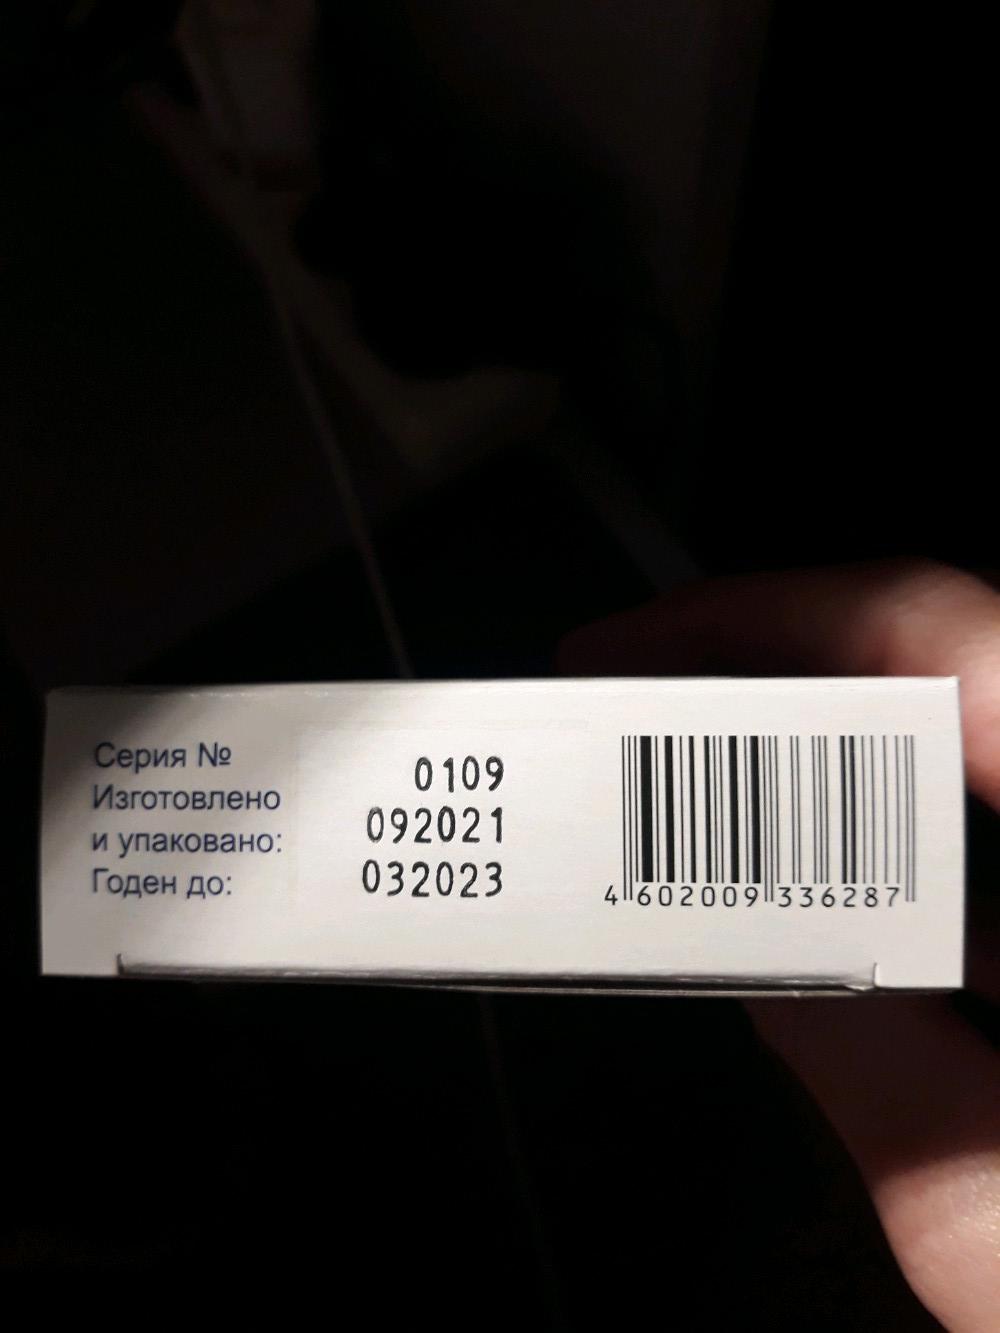 Серия № 0109
Изготовлено
и упаковано: 092021
Годен до: 032023
4 602009 336287